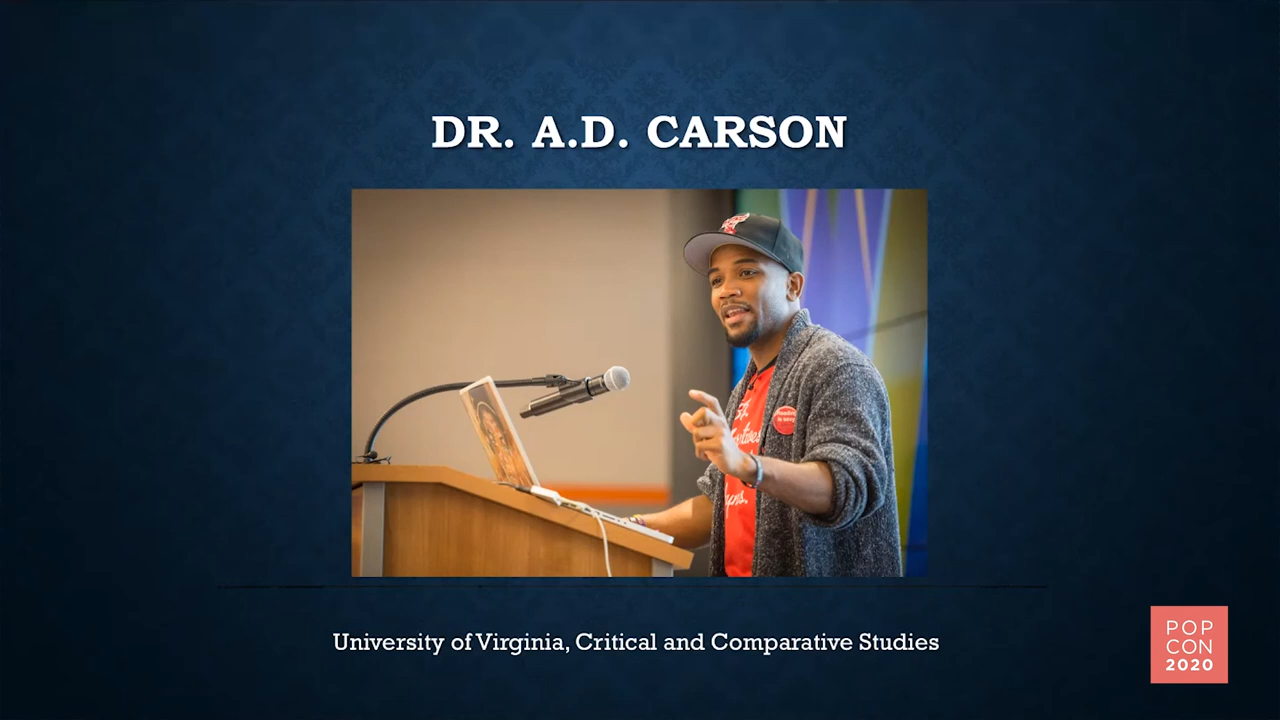 DR. A.D. CARSON
University of Virginia, Critical and Comparative Studies
POP
CON
2020